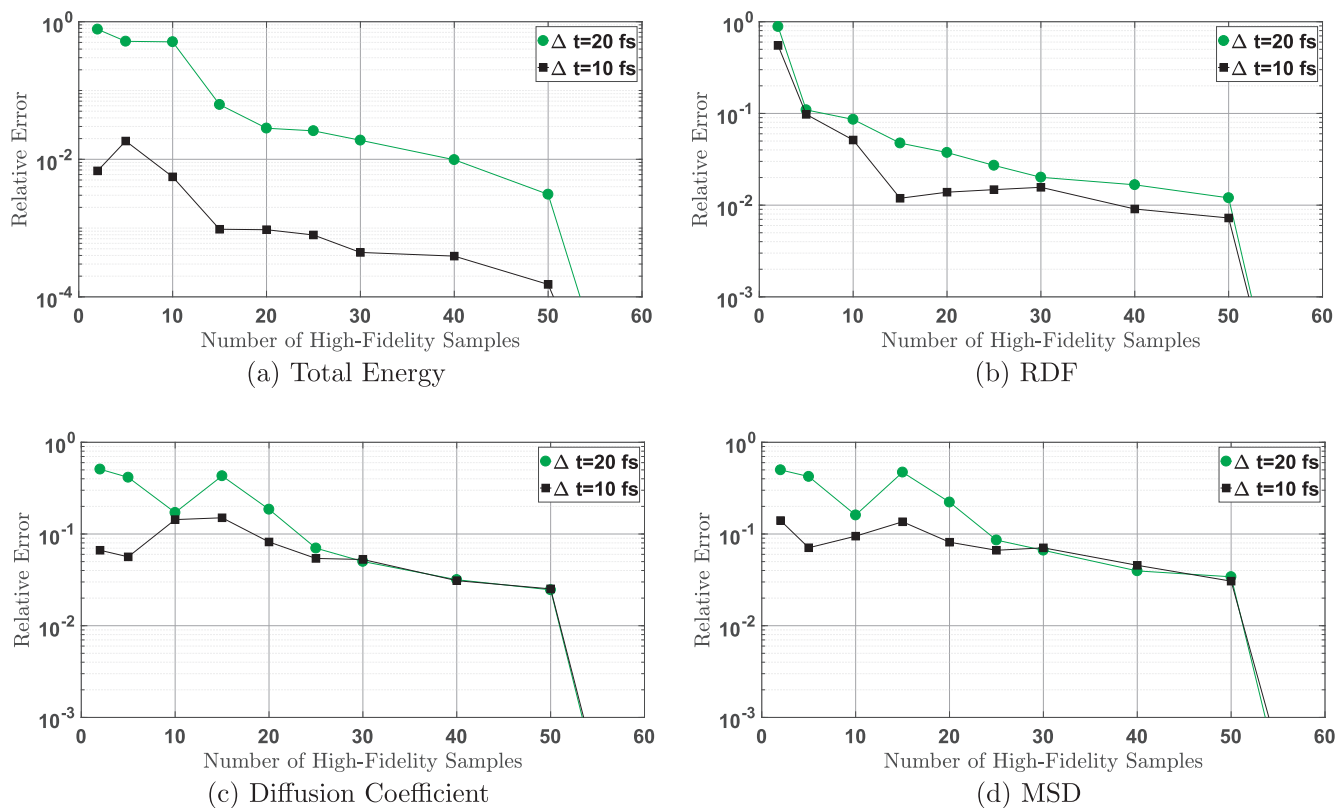 10^0
10^-2
10^-4
Relative Error
Δ t=20 fs
Δ t=10 fs
0 10 20 30 40 50 60
Number of High-Fidelity Samples
(a) Total Energy
10^0
10^-1
10^-2
10^-3
Relative Error
Δ t=20 fs
Δ t=10 fs
0 10 20 30 40 50 60
Number of High-Fidelity Samples
(b) RDF
10^0
10^-1
10^-2
10^-3
Relative Error
Δ t=20 fs
Δ t=10 fs
0 10 20 30 40 50 60
Number of High-Fidelity Samples
(c) Diffusion Coefficient
10^0
10^-1
10^-2
10^-3
Relative Error
Δ t=20 fs
Δ t=10 fs
0 10 20 30 40 50 60
Number of High-Fidelity Samples
(d) MSD